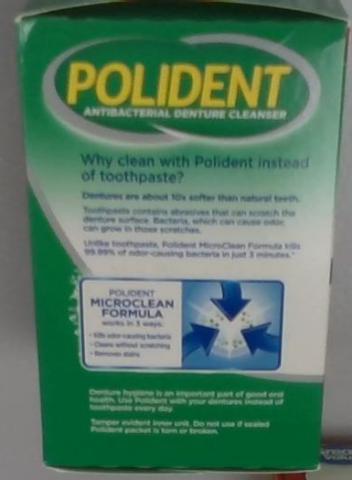 POLIDENT
ANTIBACTERIAL DENTURE CLEANSER
Why clean with Polident instead
of toothpaste?
Dentures are about 10x softer than natural teeth.
Toothpaste contains abrasives that can scratch the
denture surface. Bacteria, which can cause odor,
can grow in those scratches.
Unlike toothpaste, Polident MicroClean Formula kills
99.99% of odor-causing bacteria in just 3 minutes.*
POLIDENT
MICROCLEAN
FORMULA
works in 3 ways:
• Kills odor-causing bacteria
• Cleans without scratching
• Removes stains
Denture hygiene is an important part of good oral
health. Use Polident with your dentures instead of
toothpaste every day.
Tamper evident inner unit. Do not use if sealed
Polident packet is torn or broken.